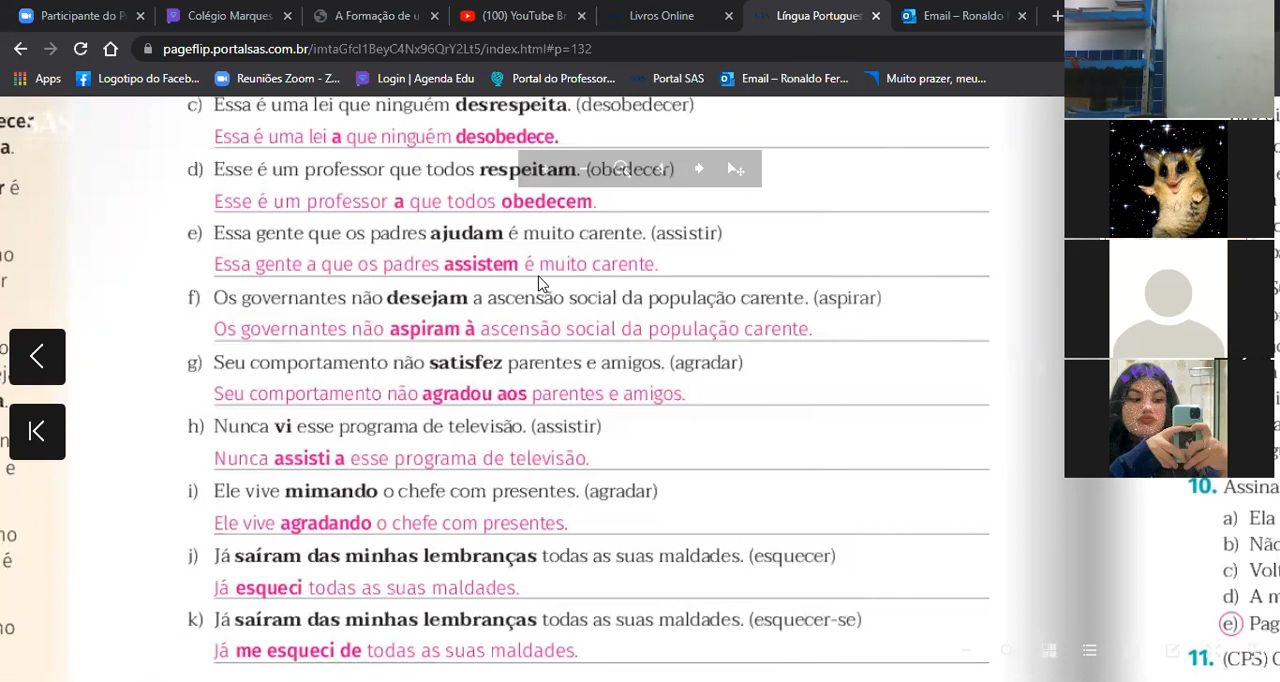 Participante do P
Colégio Marques
A Formação de u
(100) YouTube Br
Livros Online
Língua Portugues
Email – Ronaldo
pageflip.portalsas.com.br/imtaGfcl1BeyC4Nx96QrY2Lt5/index.html#p=132
Apps
Logotipo do Faceb...
Reuniões Zoom - Z...
Login | Agenda Edu
Portal do Professor...
Portal SAS
Email – Ronaldo Fer...
Muito prazer, meu...
c) Essa é uma lei que ninguém desrespeita. (desobedecer)
Essa é uma lei a que ninguém desobedece.
d) Esse é um professor que todos respeitam. (obedecer)
Esse é um professor a que todos obedecem.
e) Essa gente que os padres ajudam é muito carente. (assistir)
Essa gente a que os padres assistem é muito carente.
f) Os governantes não desejam a ascensão social da população carente. (aspirar)
Os governantes não aspiram à ascensão social da população carente.
g) Seu comportamento não satisfez parentes e amigos. (agradar)
Seu comportamento não agradou aos parentes e amigos.
h) Nunca vi esse programa de televisão. (assistir)
Nunca assisti a esse programa de televisão.
i) Ele vive mimando o chefe com presentes. (agradar)
Ele vive agradando o chefe com presentes.
j) Já saíram das minhas lembranças todas as suas maldades. (esquecer)
Já esqueci todas as suas maldades.
k) Já saíram das minhas lembranças todas as suas maldades. (esquecer-se)
Já me esqueci de todas as suas maldades.
10. Assina
a) Ela
b) Não
c) Volt
d) A m
e) Pag
11. (CPS) C